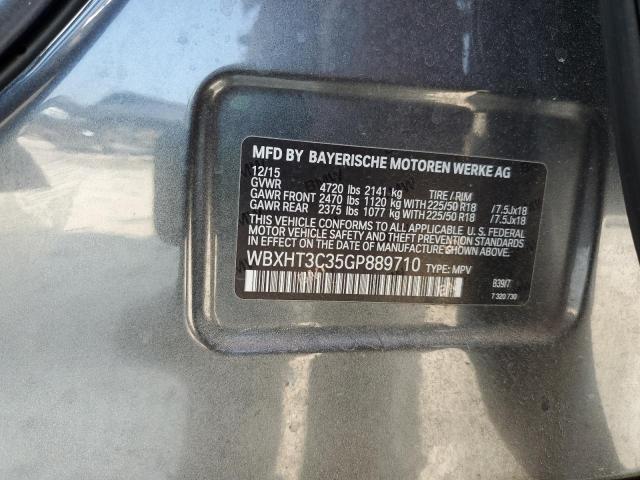 MFD BY BAYERISCHE MOTOREN WERKE AG
12/15
GVWR 4720 lbs 2141 kg TIRE / RIM
GAWR FRONT 2470 lbs 1120 kg WITH 225/50 R18 /7.5Jx18
GAWR REAR 2375 lbs 1077 kg WITH 225/50 R18 /7.5Jx18
THIS VEHICLE CONFORMS TO ALL APPLICABLE U.S. FEDERAL
MOTOR VEHICLE SAFETY AND THEFT PREVENTION STANDARDS
IN EFFECT ON THE DATE OF MANUFACTURE SHOWN ABOVE.
WBXHT3C35GP889710 TYPE: MPV
B39/7
7 320 730